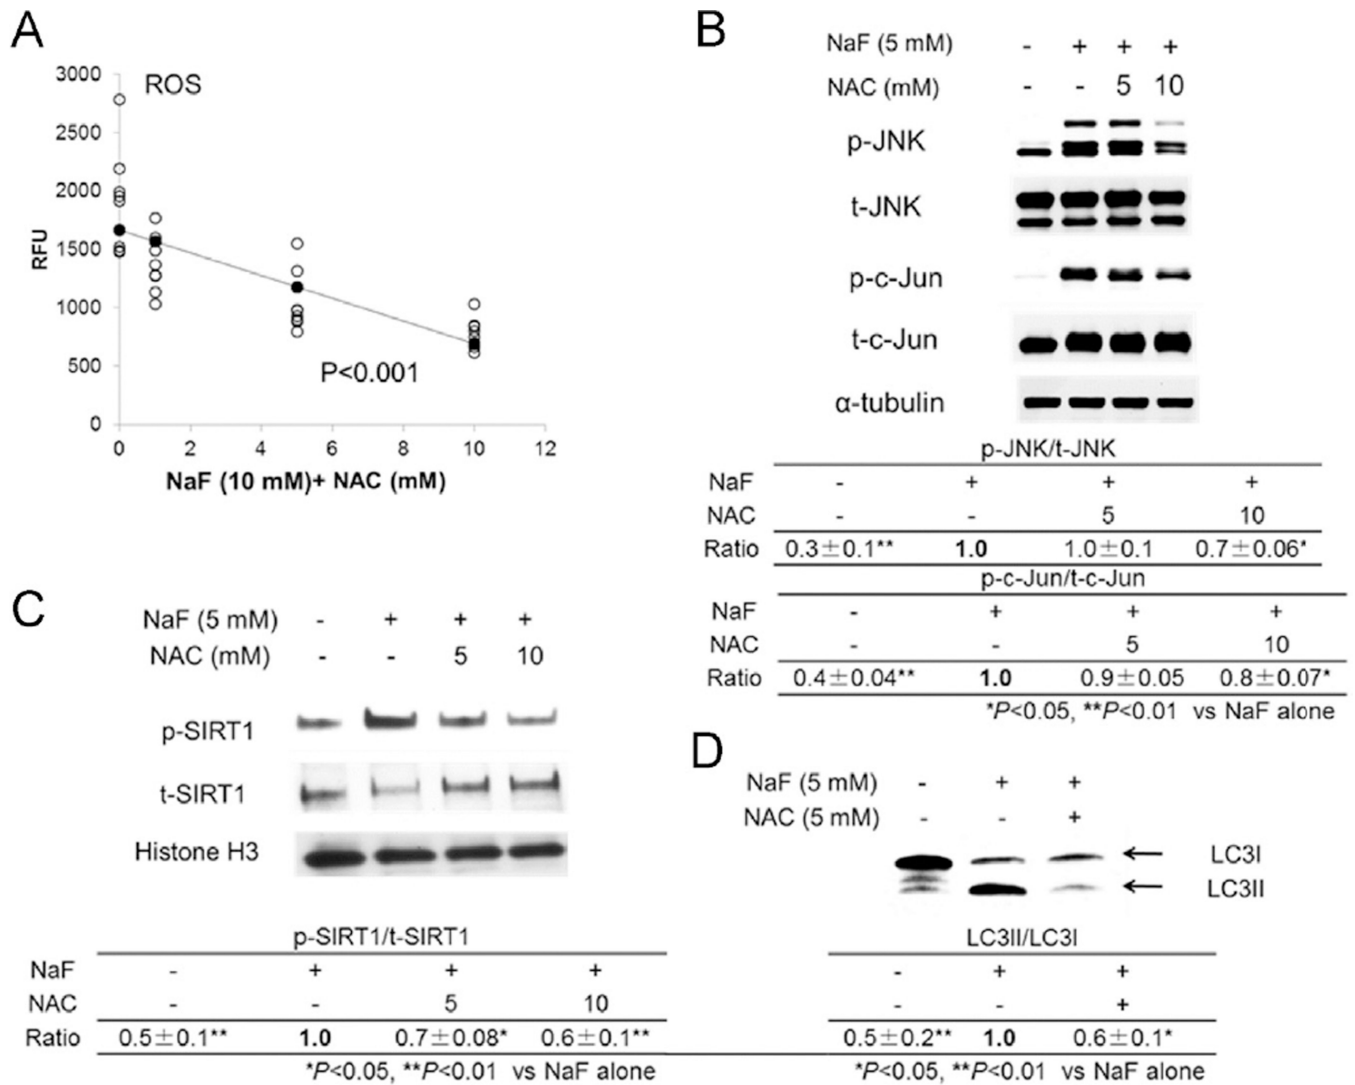 A
ROS
3000
2500
2000
1500
1000
500
0
RFU
P<0.001
0 2 4 6 8 10 12
NaF (10 mM)+ NAC (mM)
B
NaF (5 mM) - + + +
NAC (mM) - - 5 10
p-JNK
t-JNK
p-c-Jun
t-c-Jun
α-tubulin
p-JNK/t-JNK
NaF - + + +
NAC - - 5 10
Ratio 0.3±0.1** 1.0 1.0±0.1 0.7±0.06*
p-c-Jun/t-c-Jun
NaF - + + +
NAC - - 5 10
Ratio 0.4±0.04** 1.0 0.9±0.05 0.8±0.07*
*P<0.05, **P<0.01 vs NaF alone
C
NaF (5 mM) - + + +
NAC (mM) - - 5 10
p-SIRT1
t-SIRT1
Histone H3
p-SIRT1/t-SIRT1
NaF - + + +
NAC - - 5 10
Ratio 0.5±0.1** 1.0 0.7±0.08* 0.6±0.1**
*P<0.05, **P<0.01 vs NaF alone
D
NaF (5 mM) - + +
NAC (5 mM) - - +
LC3I
LC3II
LC3II/LC3I
- + +
- - +
0.5±0.2** 1.0 0.6±0.1*
*P<0.05, **P<0.01 vs NaF alone